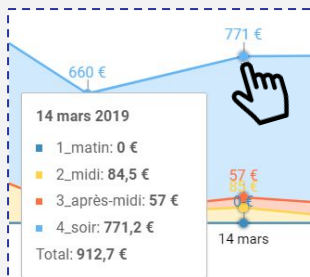 771 €
660 €
14 mars 2019
1_matin: 0 €
2_midi: 84,5 €
3_après-midi: 57 €
4_soir: 771,2 €
Total: 912,7 €
57 €
0 €
14 mars